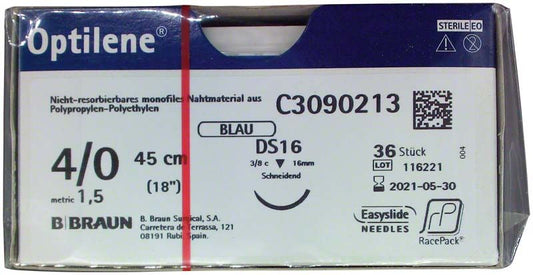 Optilene®
STERILE EO
Nicht-resorbierbares monofiles Nahtmaterial aus
Polypropylen-Polyethylen
C3090213
BLAU
4/0 45 cm
metric 1,5 (18")
DS16
3/8 c 16mm
Schneidend
36 Stück
LOT 116221
2021-05-30
004
B|BRAUN
B. Braun Surgical, S.A.
Carretera de Terrassa, 121
08191 Rubi Spain.
Easyslide
NEEDLES
RP
RacePack®